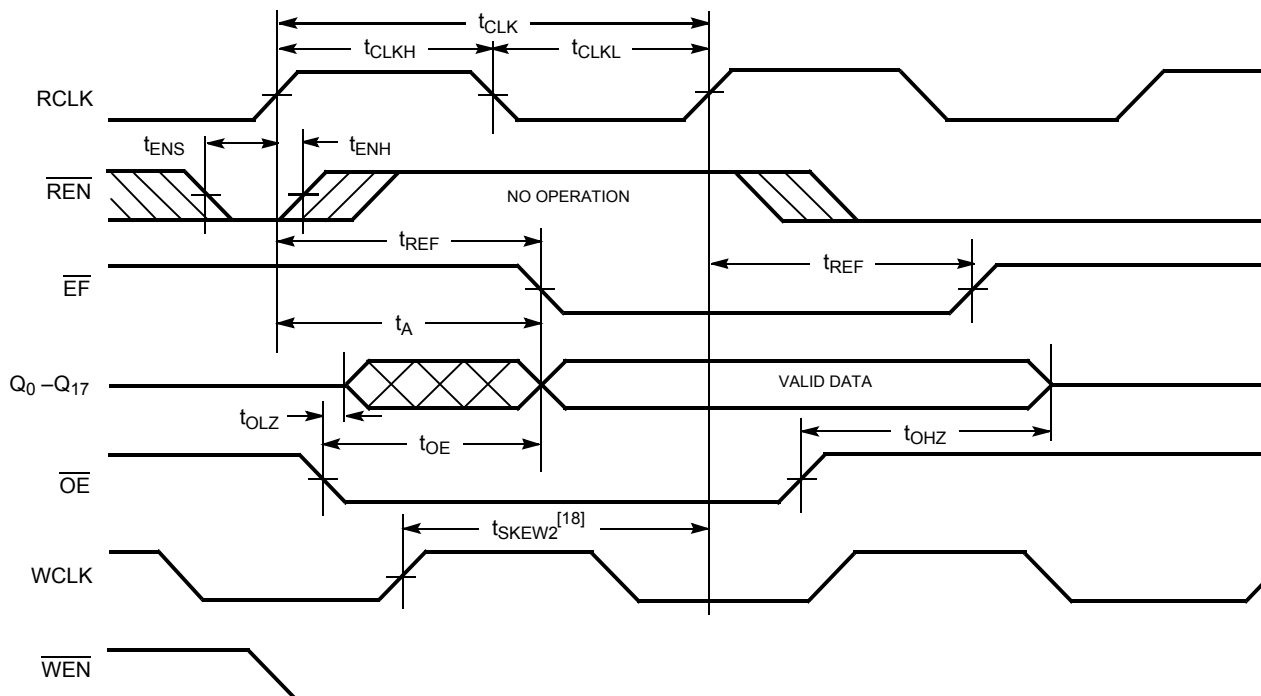 tCLK
tCLKH tCLKL
RCLK
tENS tENH
REN NO OPERATION
tREF tREF
EF
tA
Q0 –Q17 VALID DATA
tOLZ tOE tOHZ
OE
tSKEW2[18]
WCLK
WEN